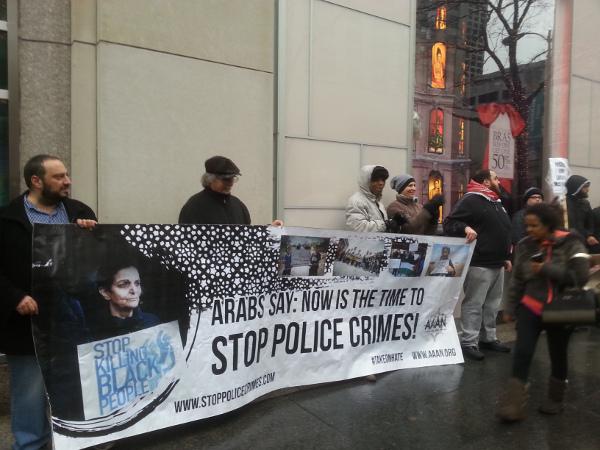 ARABS SAY: NOW IS THE TIME TO
STOP POLICE CRIMES!
AAAN
STOP
KILLING
BLACK
PEOPLE
WWW.STOPPOLICECRIMES.COM
#TAKEONHATE
WWW.AAAN.ORG
BRAS
50%